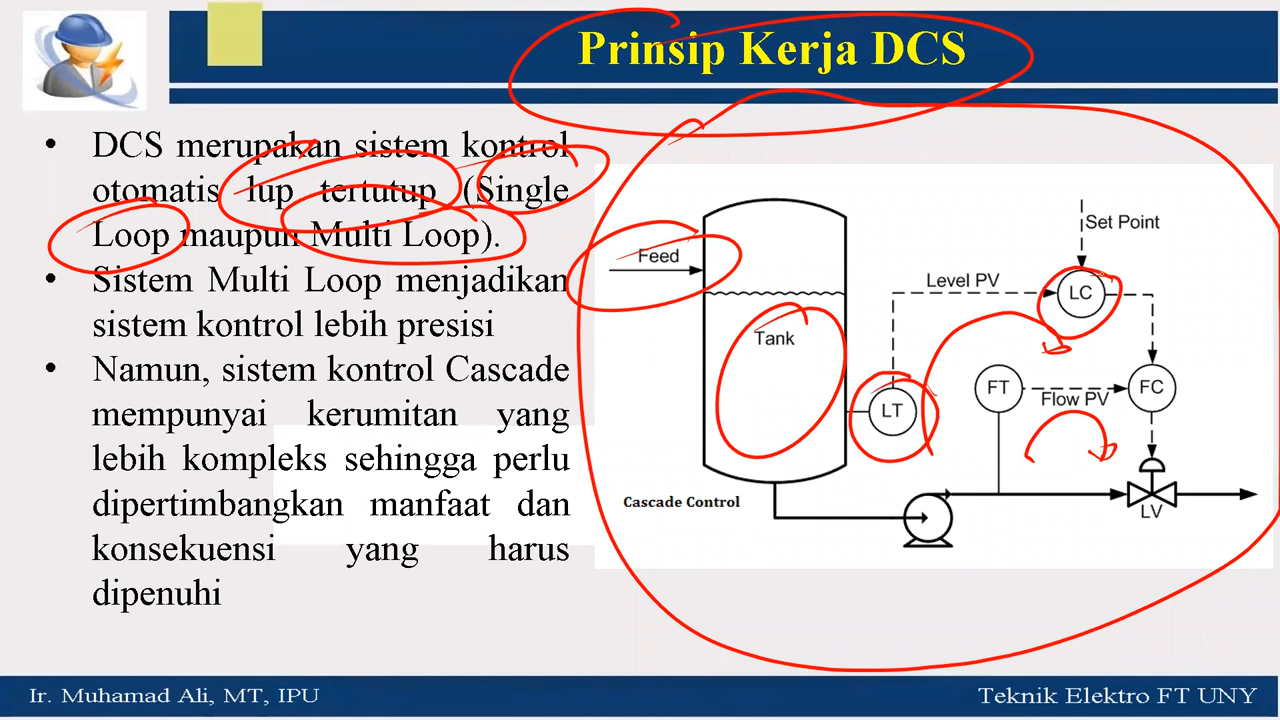 Prinsip Kerja DCS
• DCS merupakan sistem kontrol
otomatis lup tertutup (Single
Loop maupun Multi Loop).
• Sistem Multi Loop menjadikan
sistem kontrol lebih presisi
• Namun, sistem kontrol Cascade
mempunyai kerumitan yang
lebih kompleks sehingga perlu
dipertimbangkan manfaat dan
konsekuensi yang harus
dipenuhi
Set Point
Feed
Level PV
LC
Tank
FT
FC
Flow PV
LT
Cascade Control
LV
Ir. Muhamad Ali, MT, IPU
Teknik Elektro FT UNY